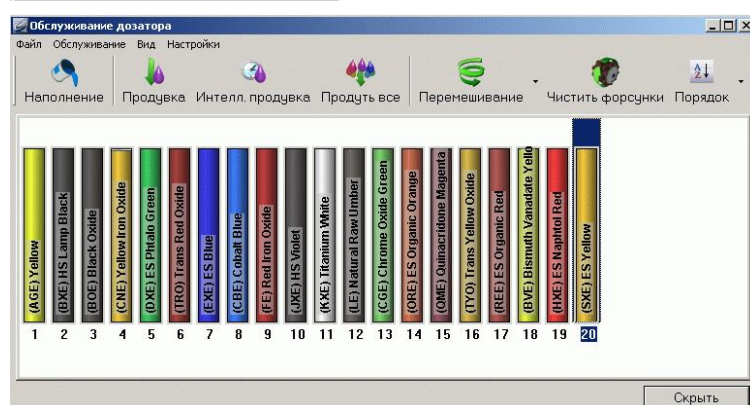 Обслуживание дозатора
Файл Обслуживание Вид Настройки
Наполнение Продувка Интелл. продувка Продуть все Перемешивание Чистить форсунки Порядок
(AGE) Yellow
(BXE) HS Lamp Black
(BOE) Black Oxide
(CNE) Yellow Iron Oxide
(DXE) ES Phtalo Green
(IRO) Trans Red Oxide
(EXE) ES Blue
(CBE) Cobalt Blue
(FE) Red Iron Oxide
(JXE) HS Violet
(KXE) Titanium White
(LE) Natural Raw Umber
(CGE) Chrome Oxide Green
(ORE) ES Organic Orange
(QME) Quinacridone Magenta
(TYO) Trans Yellow Oxide
(REE) ES Organic Red
(BVE) Bismuth Vanadate Yello
(HXE) ES Naphtol Red
(SXE) ES Yellow
1 2 3 4 5 6 7 8 9 10 11 12 13 14 15 16 17 18 19 20
Скрыть